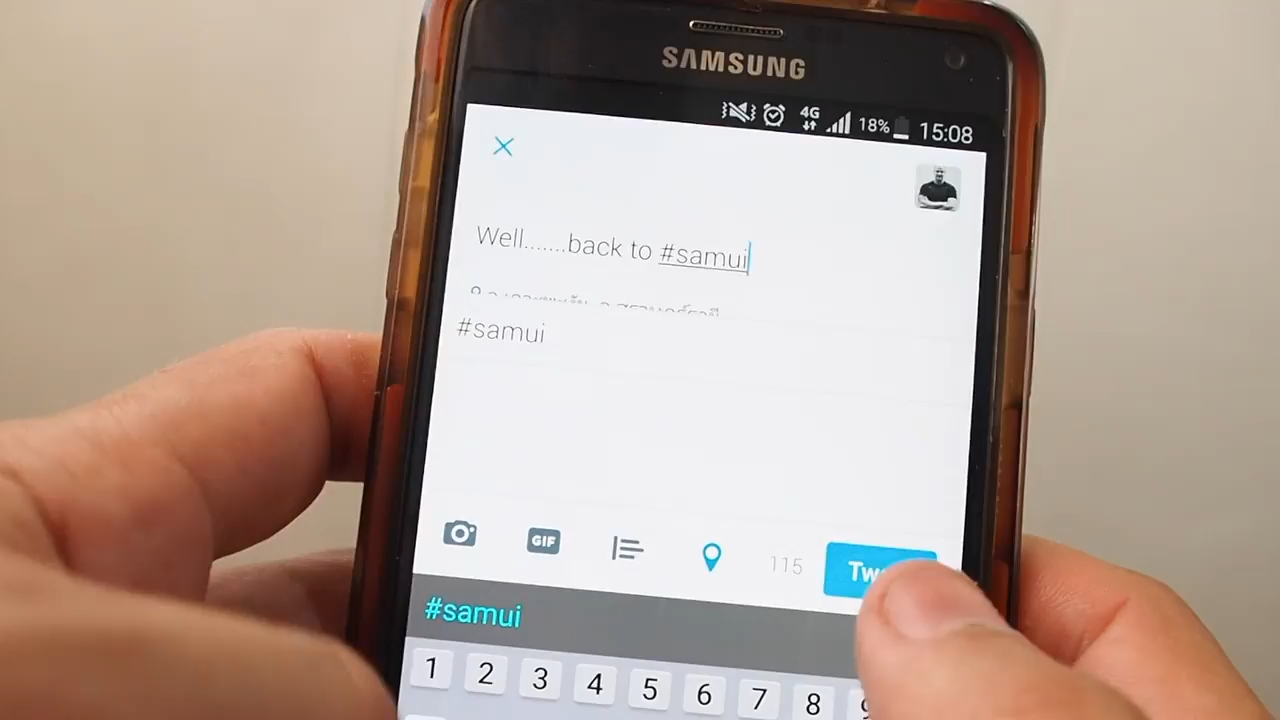 SAMSUNG
4G 18% 15:08
Well.......back to #samui
#samui
GIF 115 Tw
#samui
1 2 3 4 5 6 7 8